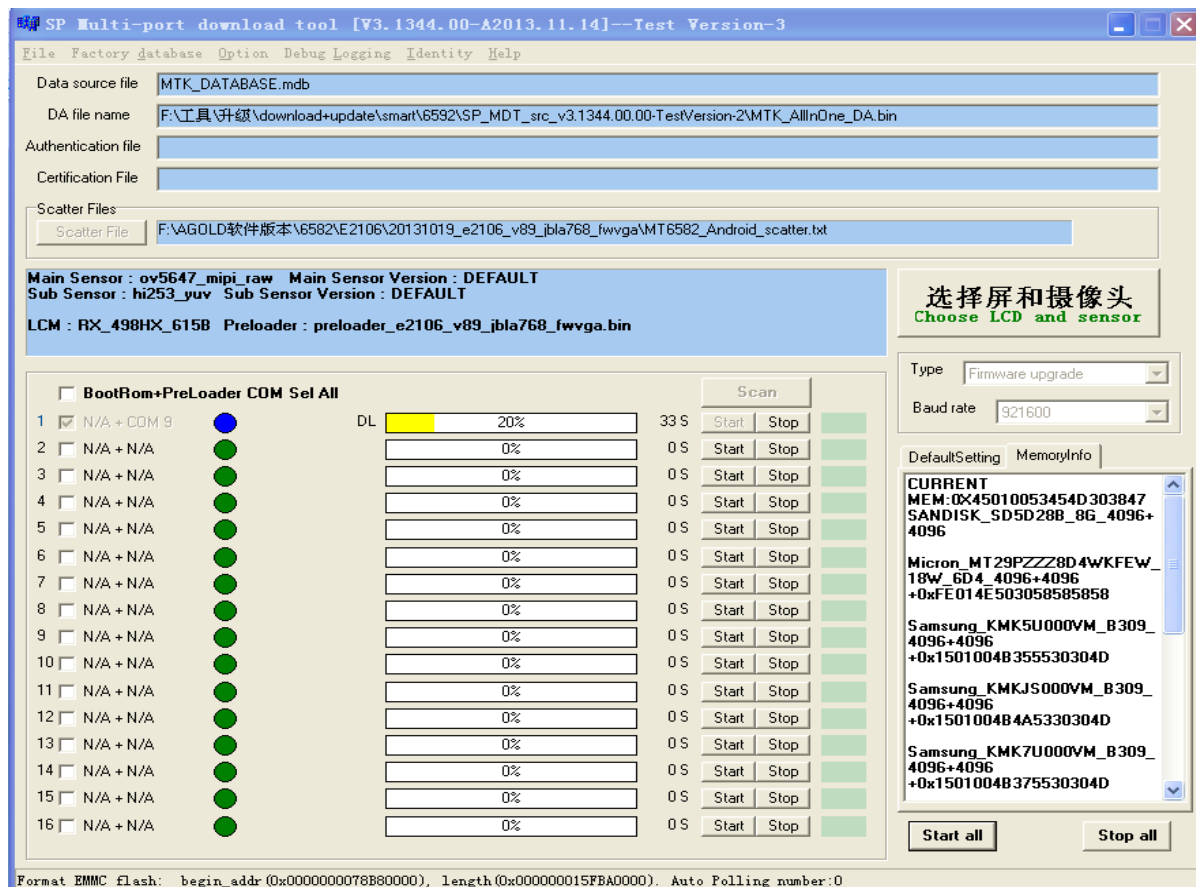 SP Multi-port download tool [V3.1344.00-A2013.11.14]--Test Version-3
File Factory database Option Debug Logging Identity Help
Data source file MTK_DATABASE.mdb
DA file name F:\工具\升级\download+update\smart\6592\SP_MDT_src_v3.1344.00.00-TestVersion-2\MTK_AllInOne_DA.bin
Authentication file
Certification File
Scatter Files
Scatter File F:\AGOLD软件版本\6582\E2106\20131019_e2106_v89_jbla768_fwvga\MT6582_Android_scatter.txt
Main Sensor : ov5647_mipi_raw Main Sensor Version : DEFAULT
Sub Sensor : hi253_yuv Sub Sensor Version : DEFAULT
LCM : RX_498HX_615B Preloader : preloader_e2106_v89_jbla768_fwvga.bin
选择屏和摄像头
Choose LCD and sensor
BootRom+PreLoader COM Sel All Scan
1 N/A + COM 9 DL 20% 33 S Start Stop
2 N/A + N/A 0% 0 S Start Stop
3 N/A + N/A 0% 0 S Start Stop
4 N/A + N/A 0% 0 S Start Stop
5 N/A + N/A 0% 0 S Start Stop
6 N/A + N/A 0% 0 S Start Stop
7 N/A + N/A 0% 0 S Start Stop
8 N/A + N/A 0% 0 S Start Stop
9 N/A + N/A 0% 0 S Start Stop
10 N/A + N/A 0% 0 S Start Stop
11 N/A + N/A 0% 0 S Start Stop
12 N/A + N/A 0% 0 S Start Stop
13 N/A + N/A 0% 0 S Start Stop
14 N/A + N/A 0% 0 S Start Stop
15 N/A + N/A 0% 0 S Start Stop
16 N/A + N/A 0% 0 S Start Stop
Type Firmware upgrade
Baud rate 921600
DefaultSetting MemoryInfo
CURRENT
MEM:0X45010053454D303847
SANDISK_SD5D28B_8G_4096+
4096
Micron_MT29PZZZ8D4WKFEW_
18W_6D4_4096+4096
+0xFE014E503058585858
Samsung_KMK5U000VM_B309_
4096+4096
+0x1501004B355530304D
Samsung_KMKJS000VM_B309_
4096+4096
+0x1501004B4A5330304D
Samsung_KMK7U000VM_B309_
4096+4096
+0x1501004B375530304D
Start all Stop all
Format EMMC flash: begin_addr(0x0000000078B80000), length(0x000000015FBA0000). Auto Polling number:0